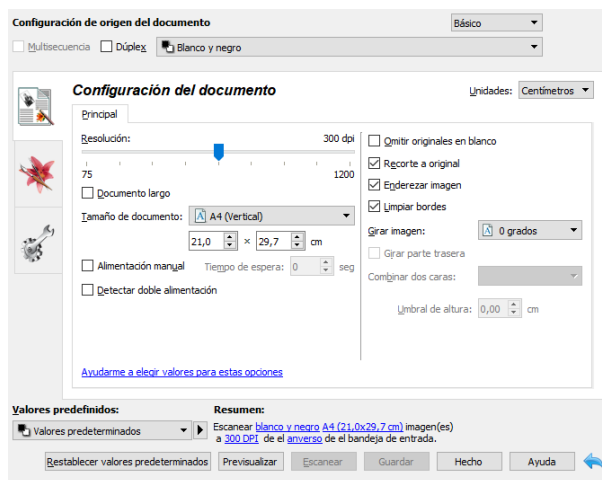 Configuración de origen del documento
Básico
Multisecuencia
Dúplex
Blanco y negro
Configuración del documento
Unidades: Centímetros
Principal
Resolución: 300 dpi
75 1200
Documento largo
Tamaño de documento: A4 (Vertical)
21,0 × 29,7 cm
Alimentación manual Tiempo de espera: 0 seg
Detectar doble alimentación
Omitir originales en blanco
Recorte a original
Enderezar imagen
Limpiar bordes
Girar imagen: 0 grados
Girar parte trasera
Combinar dos caras:
Umbral de altura: 0,00 cm
Ayudarme a elegir valores para estas opciones
Valores predefinidos:
Valores predeterminados
Resumen:
Escanear blanco y negro A4 (21,0x29,7 cm) imagen(es)
a 300 DPI de el anverso de el bandeja de entrada.
Restablecer valores predeterminados Previsualizar Escanear Guardar Hecho Ayuda